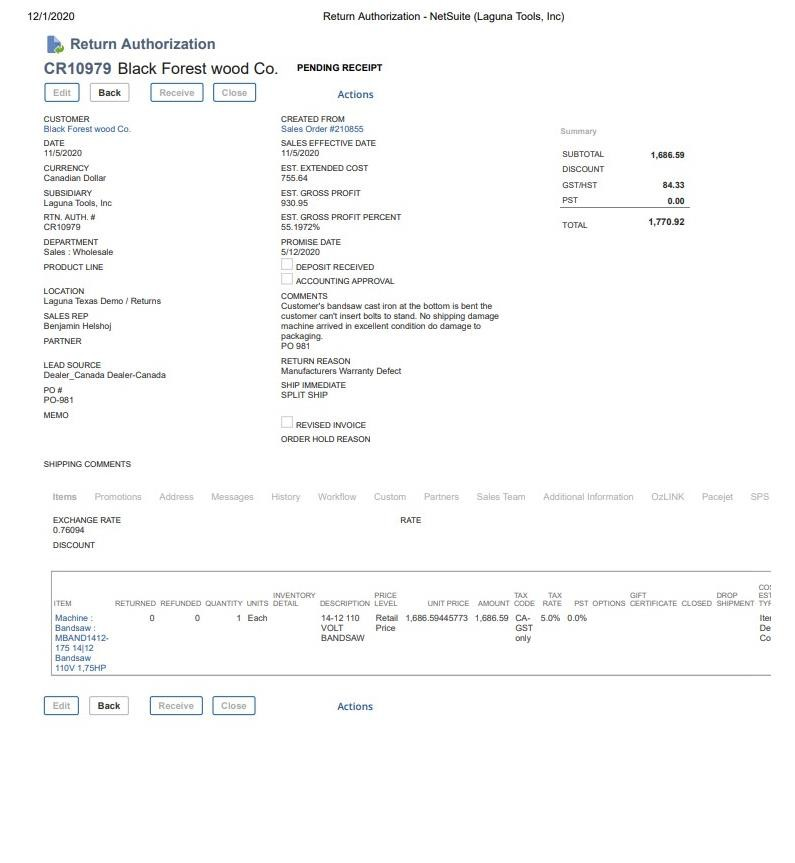 12/1/2020 Return Authorization - NetSuite (Laguna Tools, Inc)
Return Authorization
CR10979 Black Forest wood Co. PENDING RECEIPT
Edit Back Receive Close Actions
CUSTOMER
Black Forest wood Co.
DATE
11/5/2020
CURRENCY
Canadian Dollar
SUBSIDIARY
Laguna Tools, Inc
RTN. AUTH. #
CR10979
DEPARTMENT
Sales : Wholesale
PRODUCT LINE
LOCATION
Laguna Texas Demo / Returns
SALES REP
Benjamin Helshoj
PARTNER
LEAD SOURCE
Dealer_Canada Dealer-Canada
PO #
PO-981
MEMO
CREATED FROM
Sales Order #210855
SALES EFFECTIVE DATE
11/5/2020
EST. EXTENDED COST
755.64
EST. GROSS PROFIT
930.95
EST. GROSS PROFIT PERCENT
55.1972%
PROMISE DATE
5/12/2020
DEPOSIT RECEIVED
ACCOUNTING APPROVAL
COMMENTS
Customer's bandsaw cast iron at the bottom is bent the
customer can't insert bolts to stand. No shipping damage
machine arrived in excellent condition do damage to
packaging.
PO 981
RETURN REASON
Manufacturers Warranty Defect
SHIP IMMEDIATE
SPLIT SHIP
REVISED INVOICE
ORDER HOLD REASON
Summary
SUBTOTAL 1,686.59
DISCOUNT
GST/HST 84.33
PST 0.00
TOTAL 1,770.92
SHIPPING COMMENTS
Items Promotions Address Messages History Workflow Custom Partners Sales Team Additional Information OzLINK Pacejet SPS
EXCHANGE RATE RATE
0.76094
DISCOUNT
ITEM RETURNED REFUNDED QUANTITY UNITS INVENTORY DETAIL DESCRIPTION PRICE LEVEL UNIT PRICE AMOUNT TAX CODE TAX RATE PST OPTIONS GIFT CERTIFICATE CLOSED DROP SHIPMENT
Machine : 0 0 1 Each 14-12 110 Retail 1,686.59445773 1,686.59 CA- 5.0% 0.0%
Bandsaw : VOLT Price GST
MBAND1412- BANDSAW only
175 14|12
Bandsaw
110V 1,75HP
Edit Back Receive Close Actions